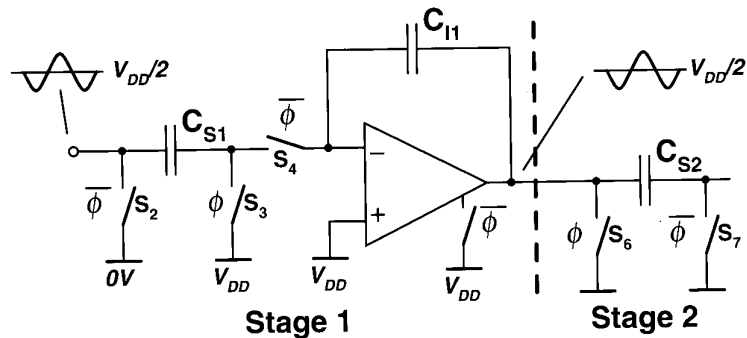 V_DD/2
C_I1
V_DD/2
C_S1
φ̅
S_4
C_S2
φ̅
S_2
φ
S_3
−
+
φ̅
φ
S_6
φ̅
S_7
0V
V_DD
V_DD
V_DD
Stage 1
Stage 2